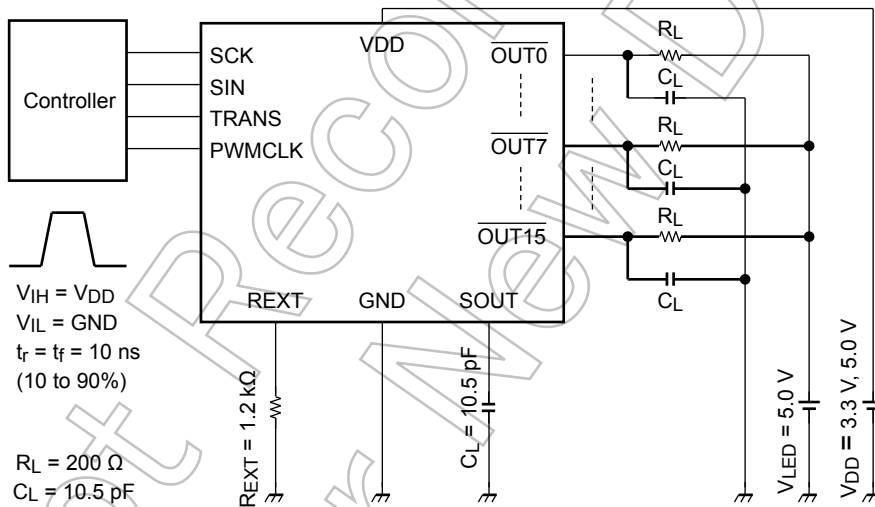 Controller
SCK
SIN
TRANS
PWMCLK
VDD
OUT0
OUT7
OUT15
REXT
GND
SOUT
RL
CL
RL
CL
RL
CL
VIH = VDD
VIL = GND
tr = tf = 10 ns
(10 to 90%)
RL = 200 Ω
CL = 10.5 pF
REXT = 1.2 kΩ
CL = 10.5 pF
VLED = 5.0 V
VDD = 3.3 V, 5.0 V